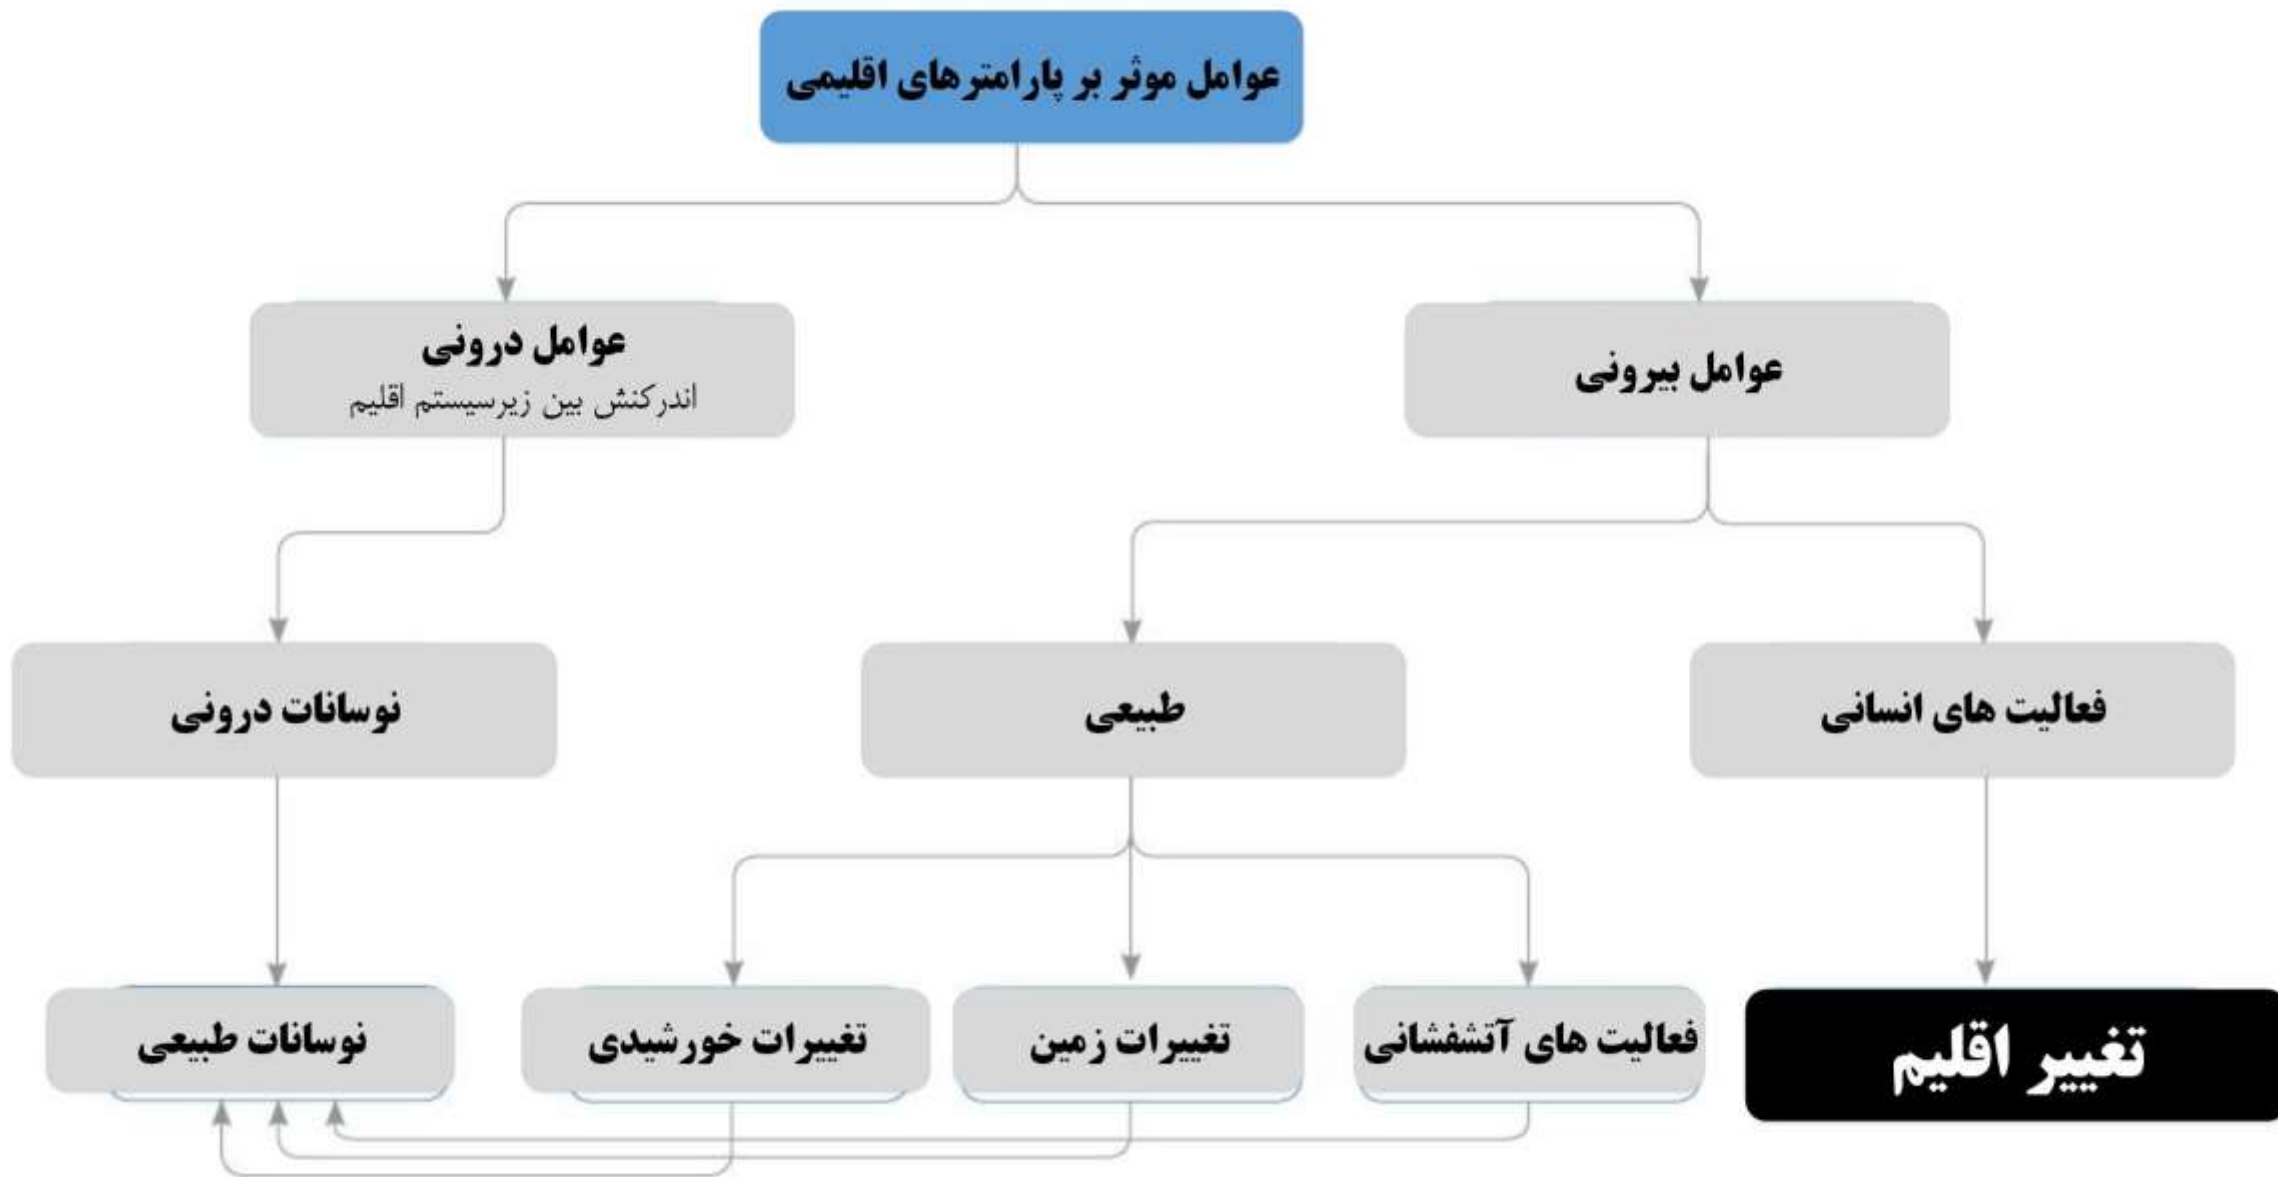 عوامل موثر بر پارامترهای اقلیمی
عوامل بیرونی
عوامل درونی
اندرکنش بین زیرسیستم اقلیم
فعالیت های انسانی
طبیعی
نوسانات درونی
تغییر اقلیم
فعالیت های آتشفشانی
تغییرات زمین
تغییرات خورشیدی
نوسانات طبیعی